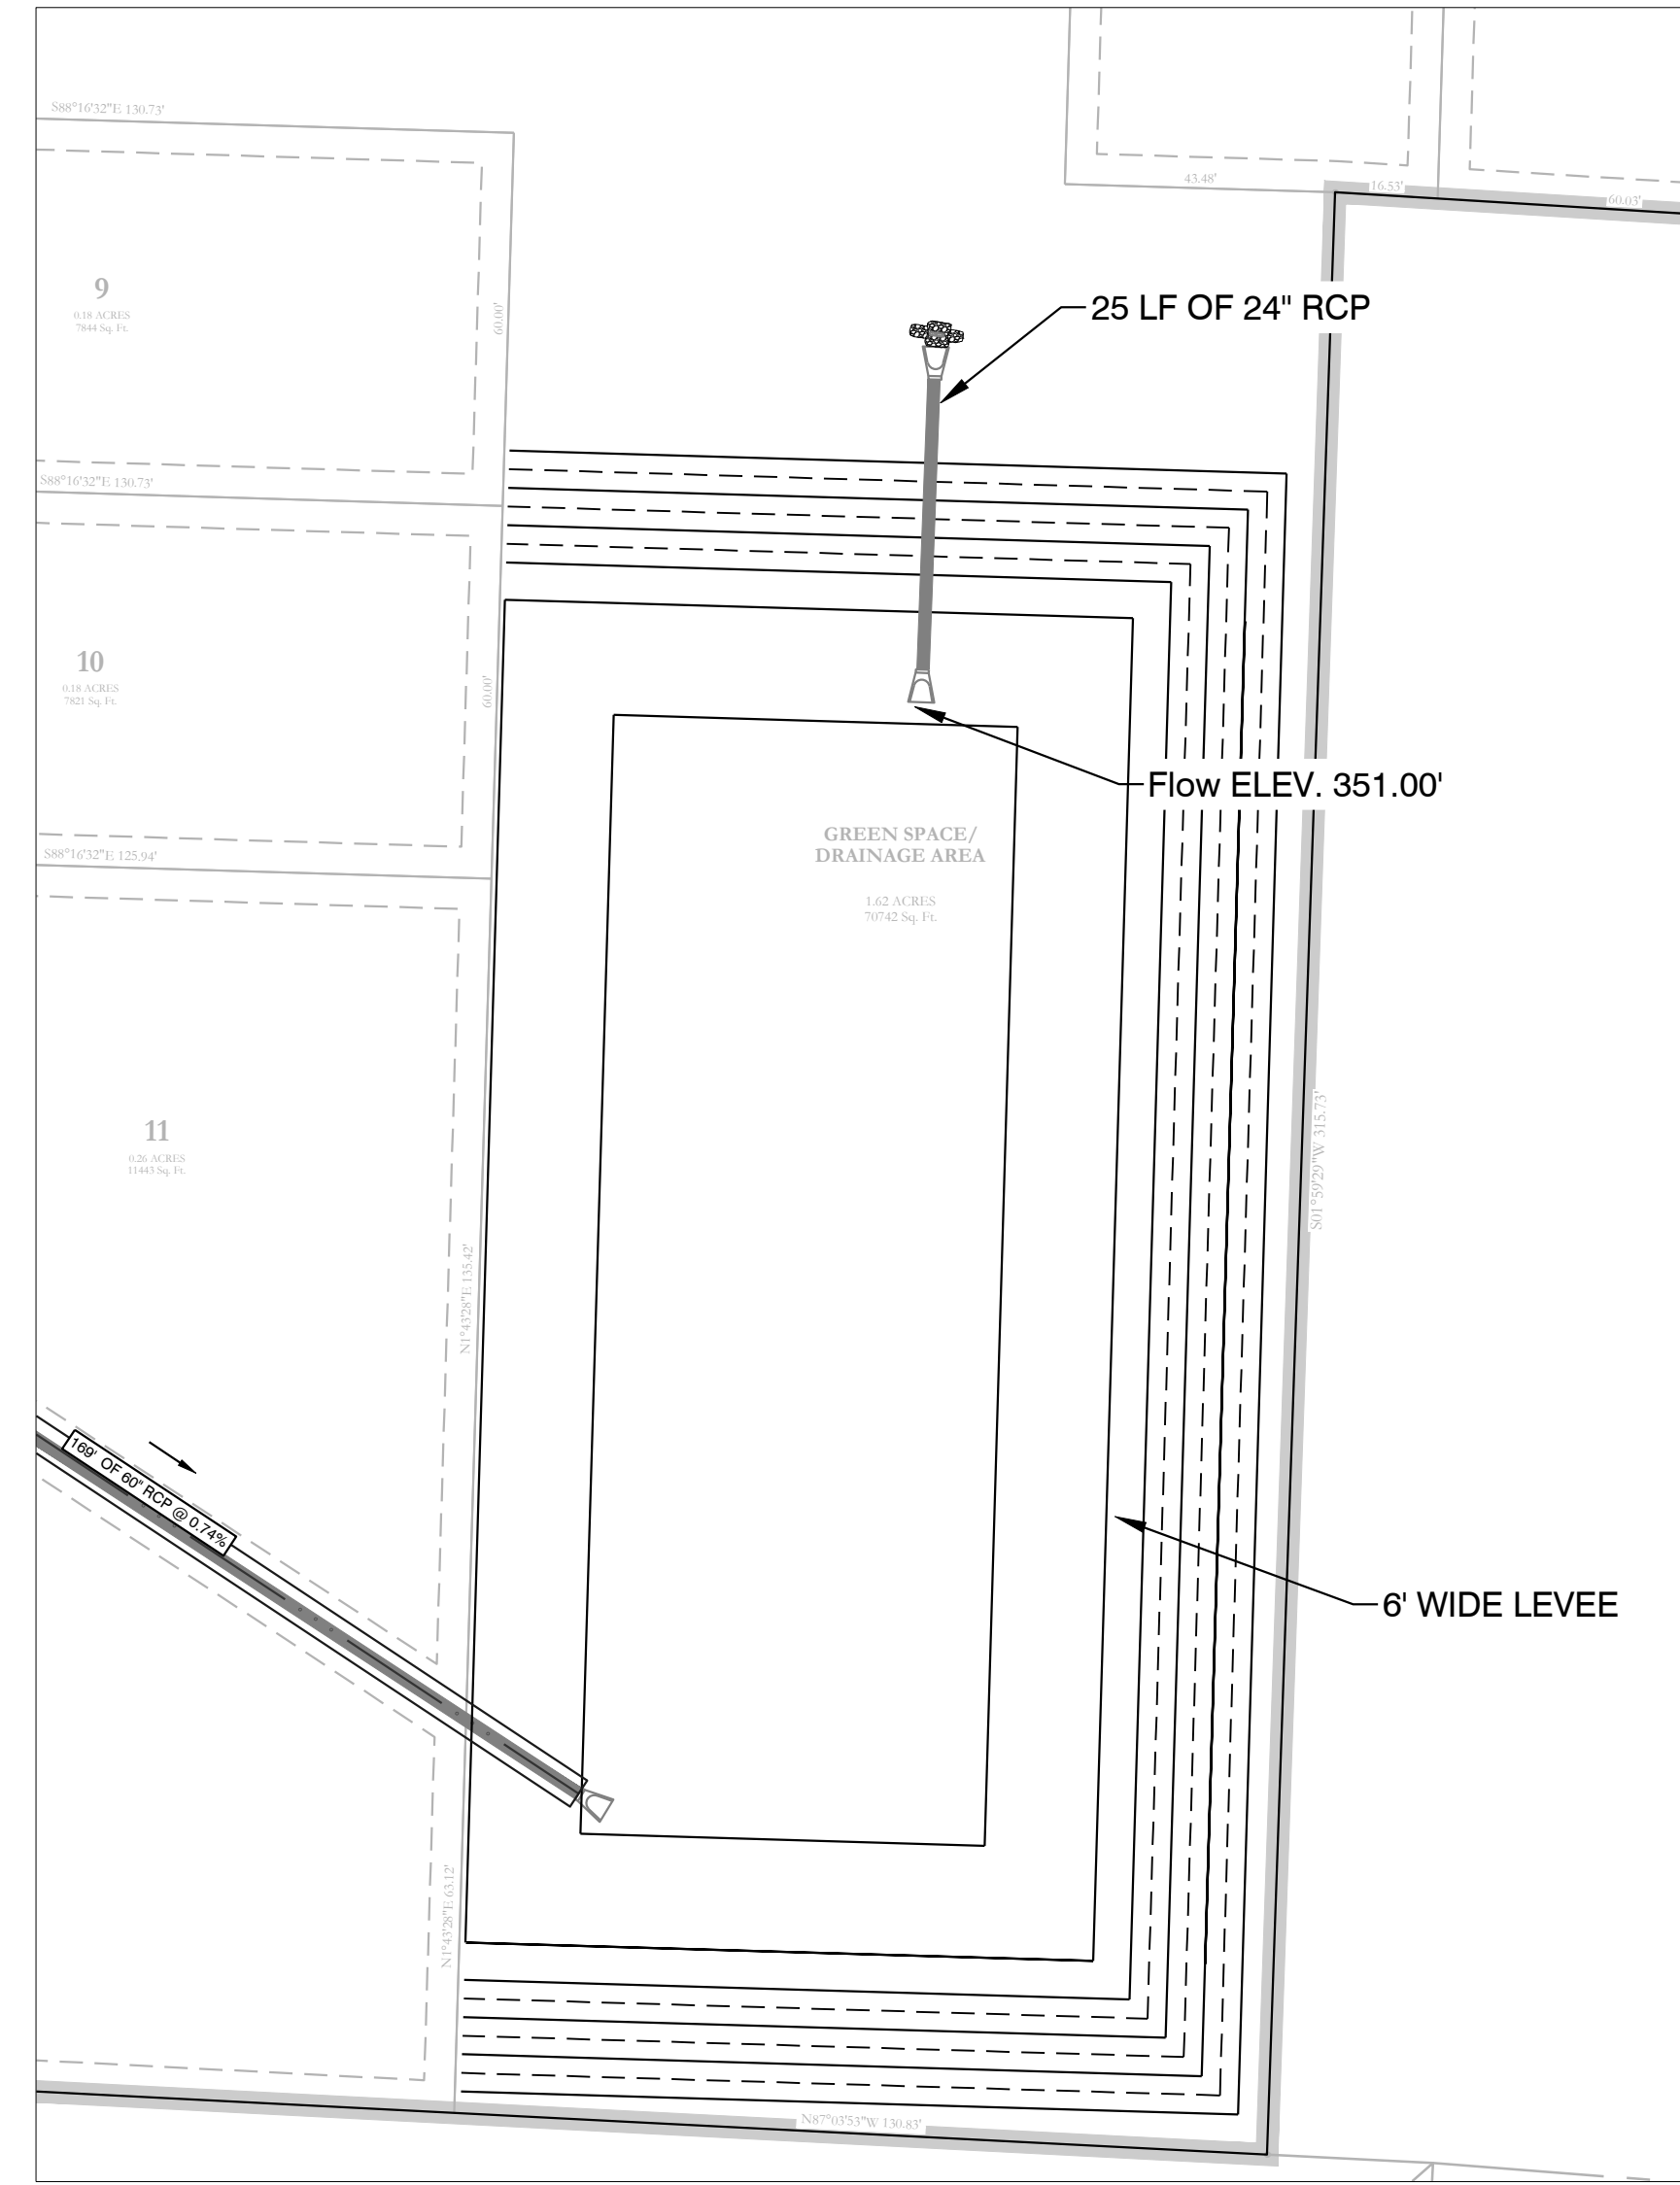 S88°16'32"E 130.73'
43.48'
16.53'
60.03'
9
0.18 ACRES
7844 Sq. Ft.
60.00'
25 LF OF 24" RCP
S88°16'32"E 130.73'
10
0.18 ACRES
7821 Sq. Ft.
60.00'
Flow ELEV. 351.00'
GREEN SPACE/
DRAINAGE AREA
S88°16'32"E 125.94'
1.62 ACRES
70742 Sq. Ft.
11
0.26 ACRES
11443 Sq. Ft.
S01°59'29"W 315.73'
N1°43'28"E 135.42'
169' OF 60" RCP @ 0.74%
6' WIDE LEVEE
N1°43'28"E 63.12'
N87°03'53"W 130.83'